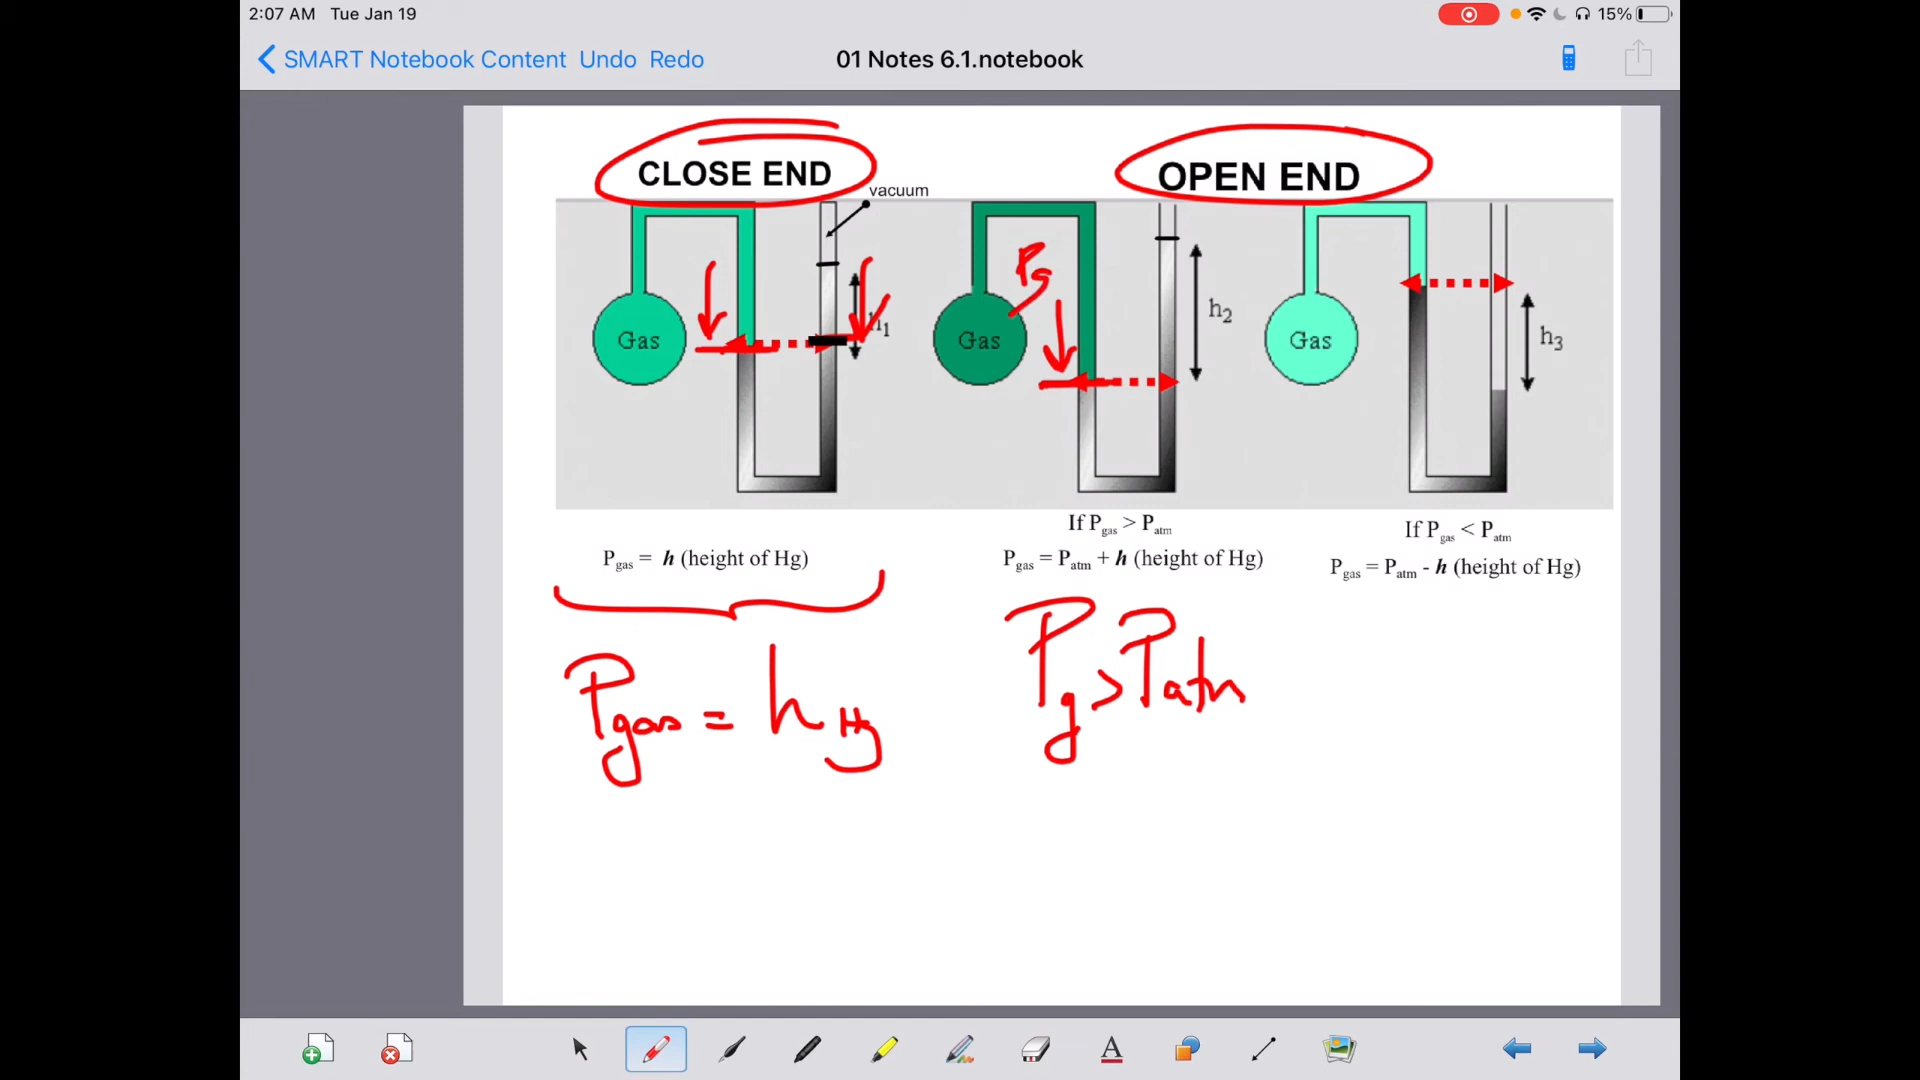 2:07 AM Tue Jan 19
15%
SMART Notebook Content Undo Redo
01 Notes 6.1.notebook
CLOSE END
OPEN END
vacuum
Gas
h1
Pg
Gas
h2
Gas
h3
If Pgas > Patm
If Pgas < Patm
Pgas = h (height of Hg)
Pgas = Patm + h (height of Hg)
Pgas = Patm - h (height of Hg)
Pgas = hHg
Pg > Patm
A